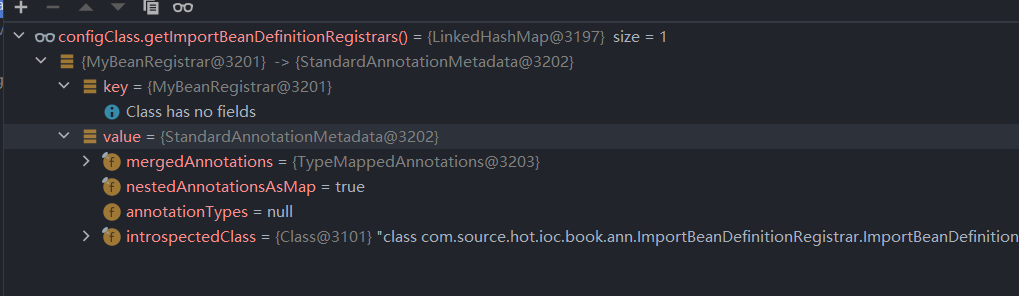 configClass.getImportBeanDefinitionRegistrars() = {LinkedHashMap@3197} size = 1
{MyBeanRegistrar@3201} -> {StandardAnnotationMetadata@3202}
key = {MyBeanRegistrar@3201}
Class has no fields
value = {StandardAnnotationMetadata@3202}
mergedAnnotations = {TypeMappedAnnotations@3203}
nestedAnnotationsAsMap = true
annotationTypes = null
introspectedClass = {Class@3101} "class com.source.hot.ioc.book.ann.ImportBeanDefinitionRegistrar.ImportBeanDefinition